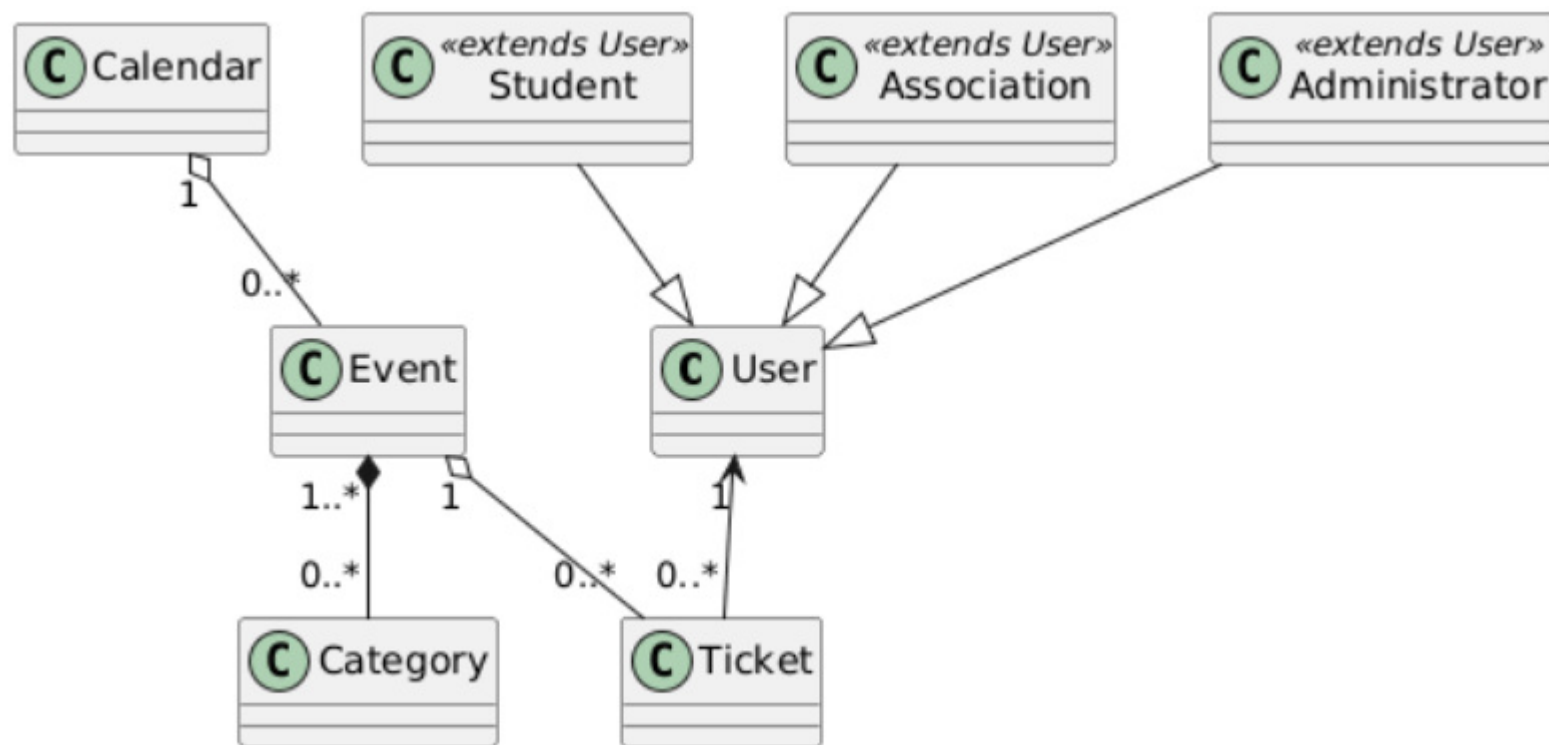 C Calendar
«extends User»
C Student
«extends User»
C Association
«extends User»
C Administrator
1
0..*
C Event
C User
1..*
1
1
0..*
0..*
0..*
C Category
C Ticket